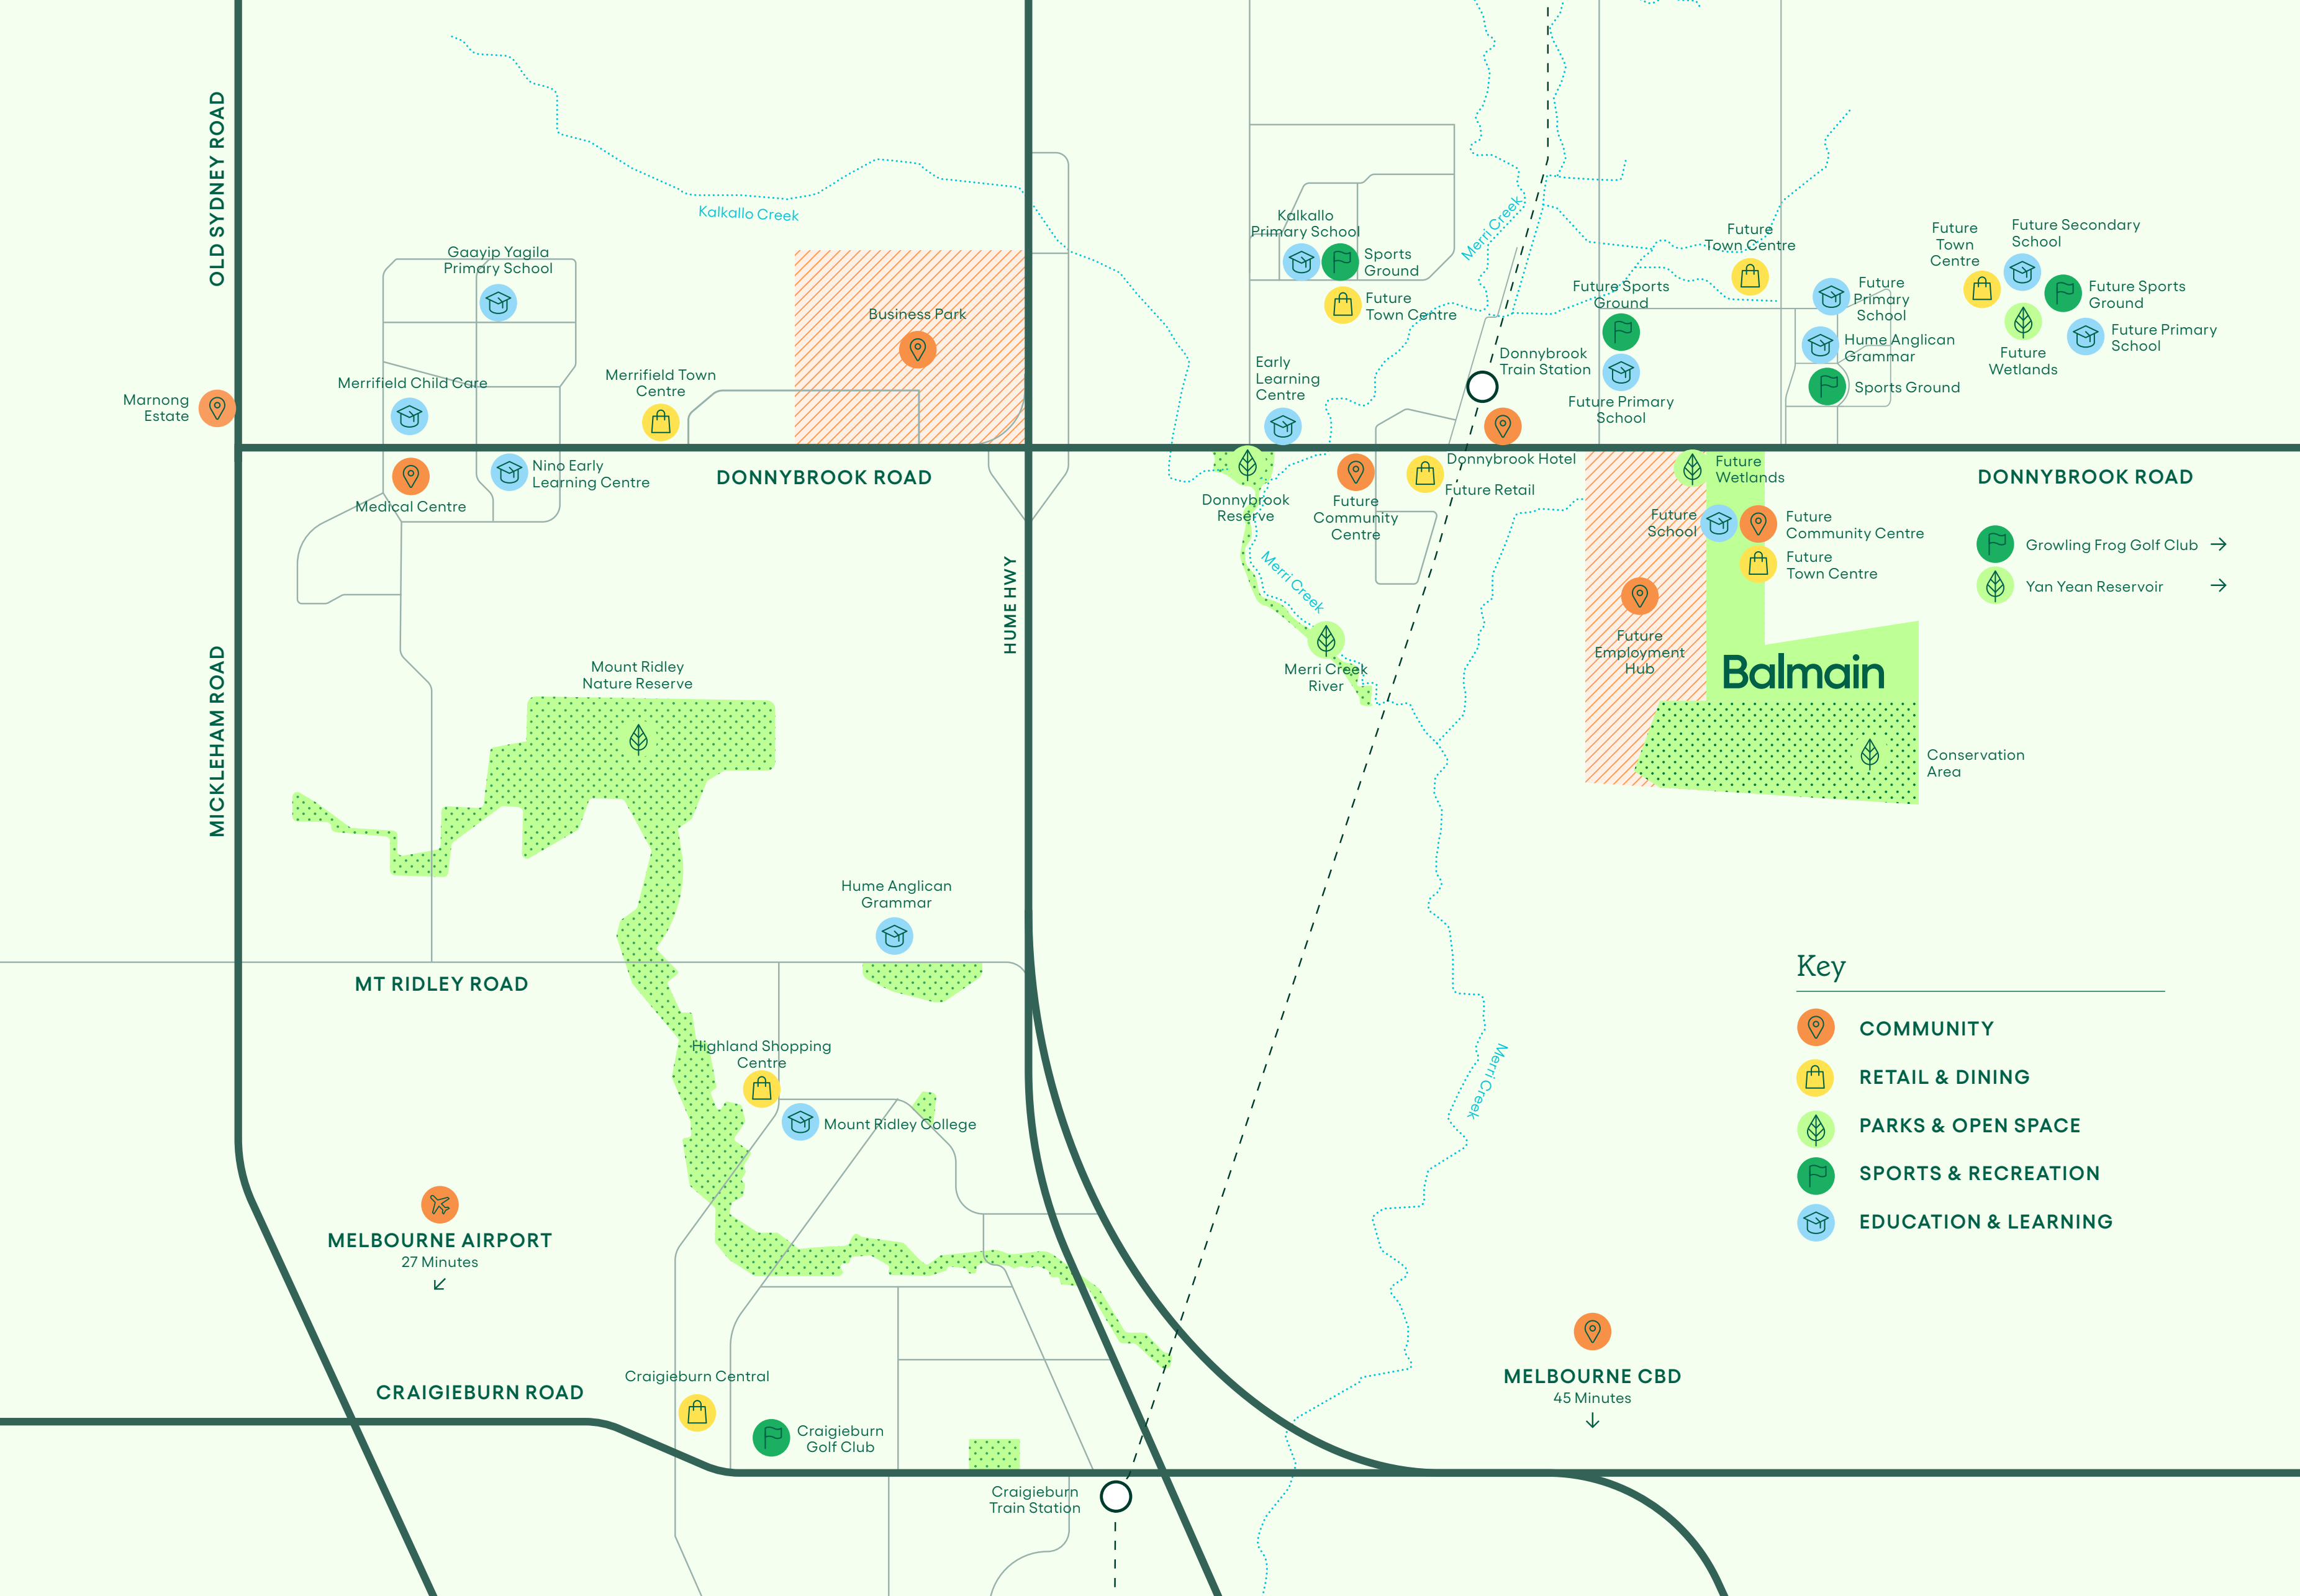 OLD SYDNEY ROAD
Kalkallo Creek
Gaayip Yagila
Primary School
Business Park
Merrifield Child Care
Merrifield Town
Centre
Marnong
Estate
Kalkallo
Primary School
Sports
Ground
Future
Town Centre
Merri Creek
Early
Learning
Centre
Donnybrook
Train Station
Future Sports
Ground
Future Primary
School
Future
Town Centre
Future
Primary
School
Hume Anglican
Grammar
Sports Ground
Future
Town
Centre
Future Secondary
School
Future Sports
Ground
Future Primary
School
Future
Wetlands
Medical Centre
Nino Early
Learning Centre
DONNYBROOK ROAD
Donnybrook
Reserve
Future
Community
Centre
Donnybrook Hotel
Future Retail
Future
Wetlands
Future
School
Future
Community Centre
Future
Town Centre
DONNYBROOK ROAD
Growling Frog Golf Club
Yan Yean Reservoir
HUME HWY
Merri Creek
Merri Creek
River
Future
Employment
Hub
Balmain
Conservation
Area
MICKLEHAM ROAD
Mount Ridley
Nature Reserve
Hume Anglican
Grammar
MT RIDLEY ROAD
Highland Shopping
Centre
Mount Ridley College
Merri Creek
Key
COMMUNITY
RETAIL & DINING
PARKS & OPEN SPACE
SPORTS & RECREATION
EDUCATION & LEARNING
MELBOURNE AIRPORT
27 Minutes
MELBOURNE CBD
45 Minutes
CRAIGIEBURN ROAD
Craigieburn Central
Craigieburn
Golf Club
Craigieburn
Train Station